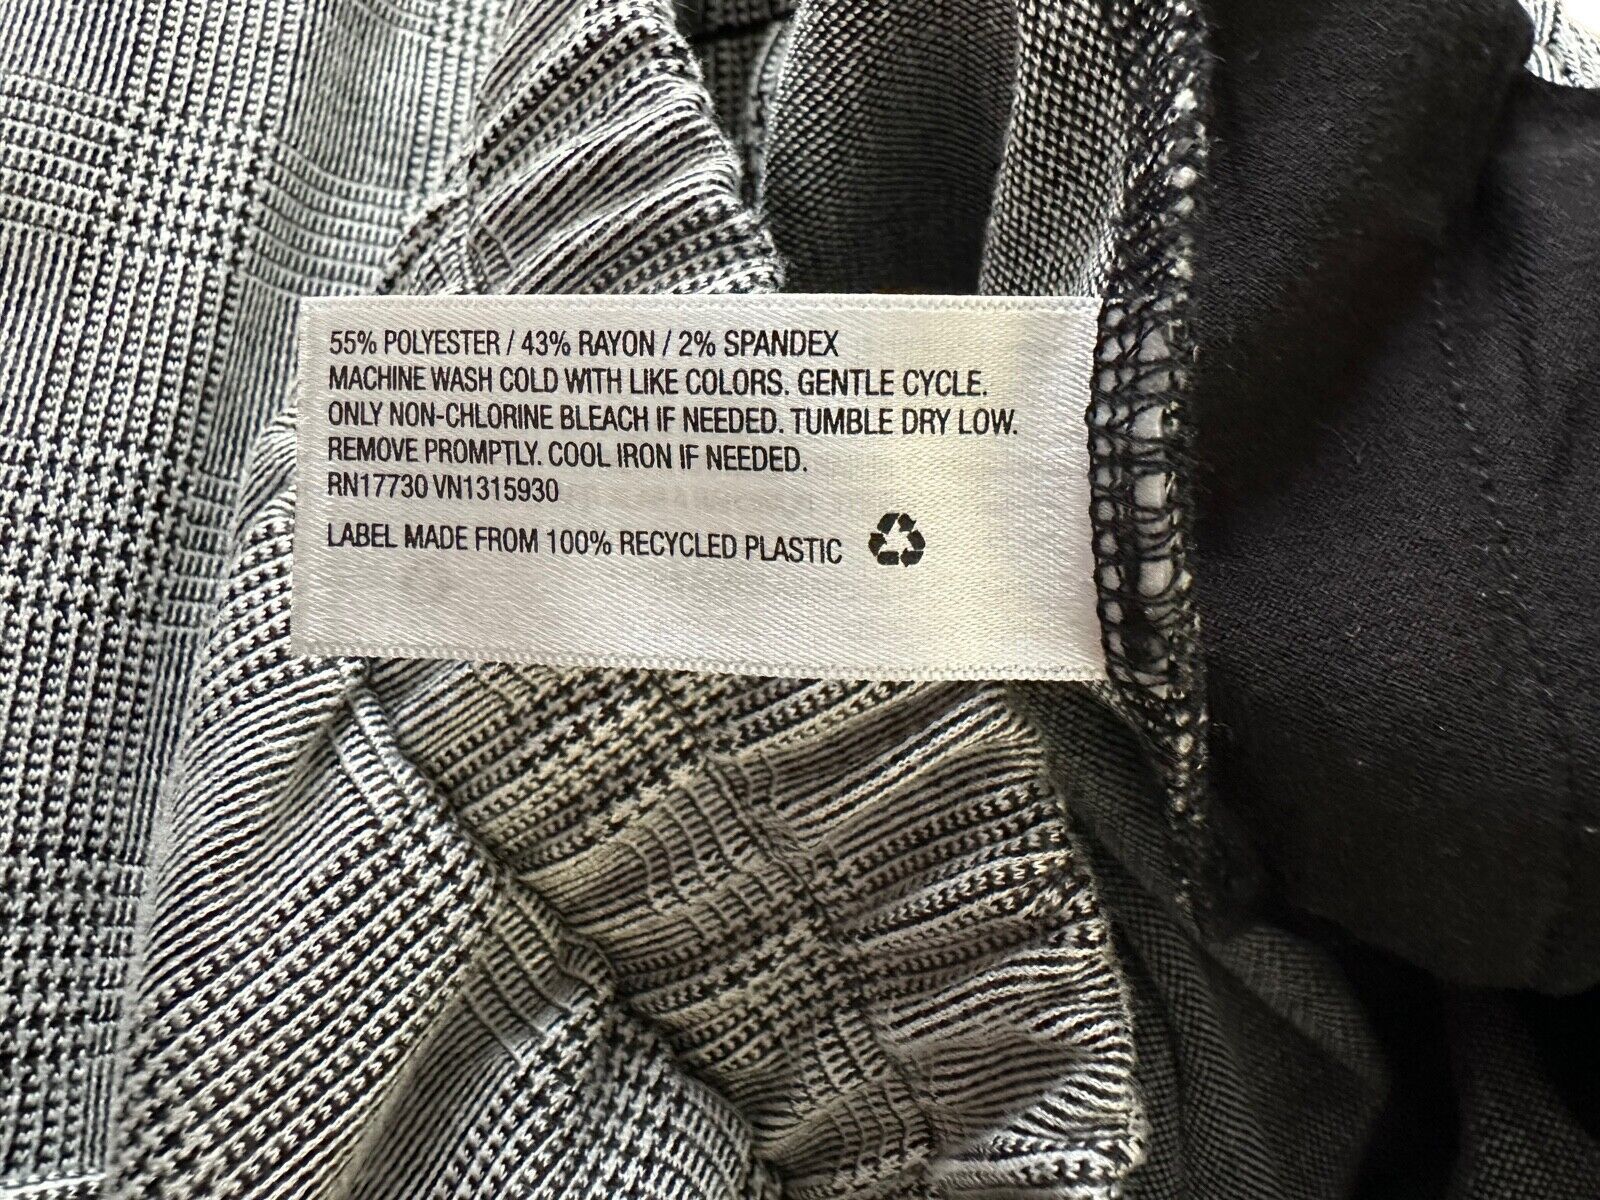 55% POLYESTER / 43% RAYON / 2% SPANDEX
MACHINE WASH COLD WITH LIKE COLORS. GENTLE CYCLE.
ONLY NON-CHLORINE BLEACH IF NEEDED. TUMBLE DRY LOW.
REMOVE PROMPTLY. COOL IRON IF NEEDED.
RN17730 VN1315930
LABEL MADE FROM 100% RECYCLED PLASTIC